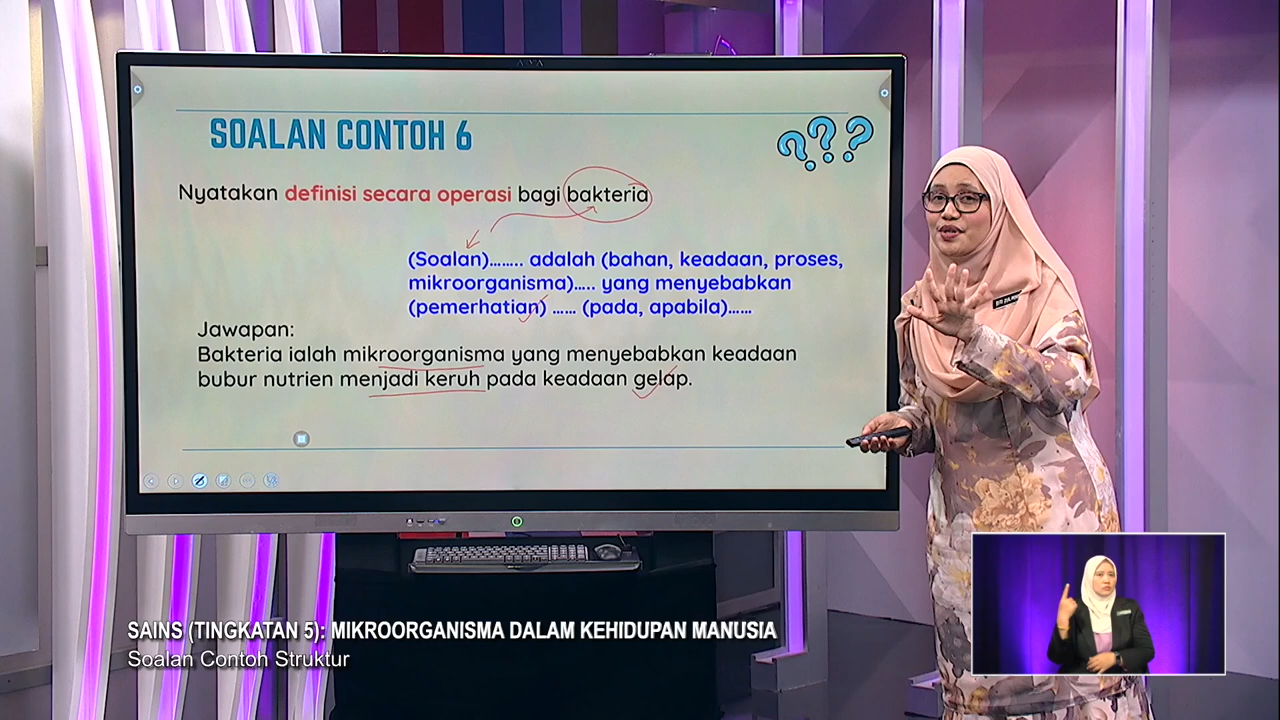 SOALAN CONTOH 6
Nyatakan definisi secara operasi bagi bakteria
(Soalan)........ adalah (bahan, keadaan, proses,
mikroorganisma)..... yang menyebabkan
(pemerhatian) ...... (pada, apabila)......
Jawapan:
Bakteria ialah mikroorganisma yang menyebabkan keadaan
bubur nutrien menjadi keruh pada keadaan gelap.
SAINS (TINGKATAN 5): MIKROORGANISMA DALAM KEHIDUPAN MANUSIA
Soalan Contoh Struktur